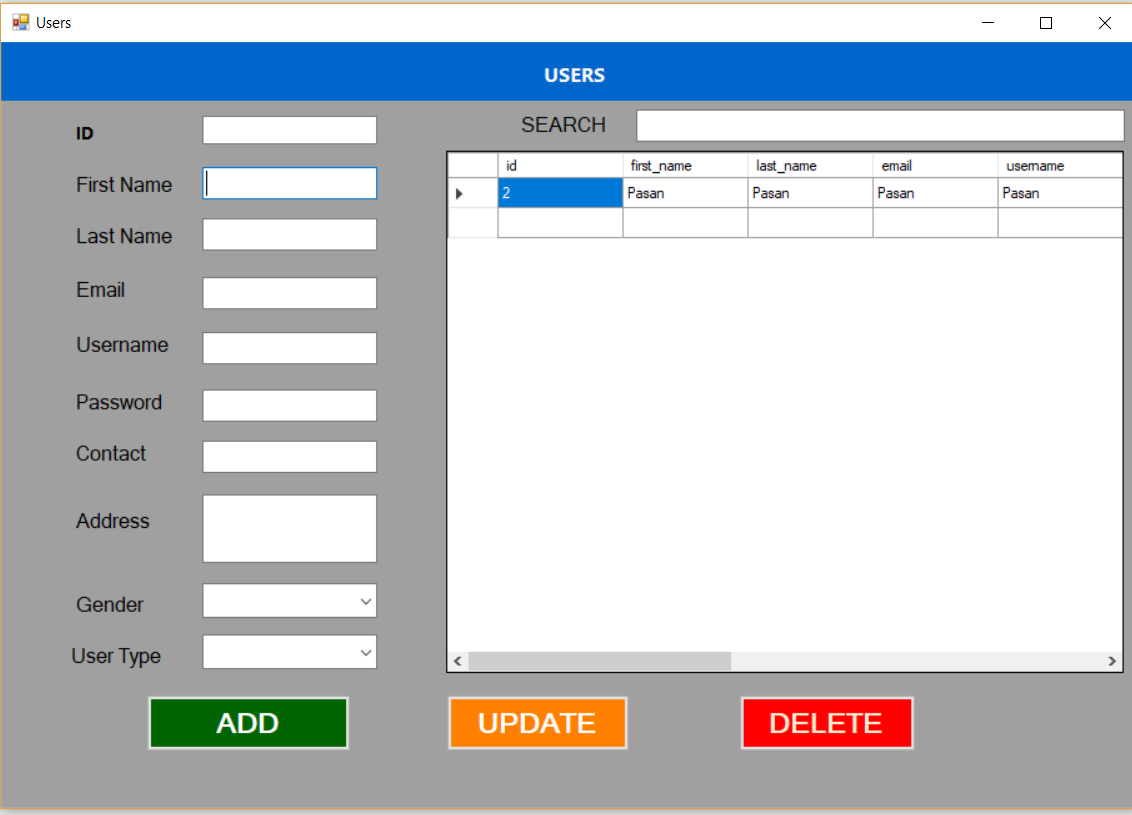 Users
USERS
ID
First Name
Last Name
Email
Username
Password
Contact
Address
Gender
User Type
SEARCH
id first_name last_name email username
2 Pasan Pasan Pasan Pasan
ADD UPDATE DELETE